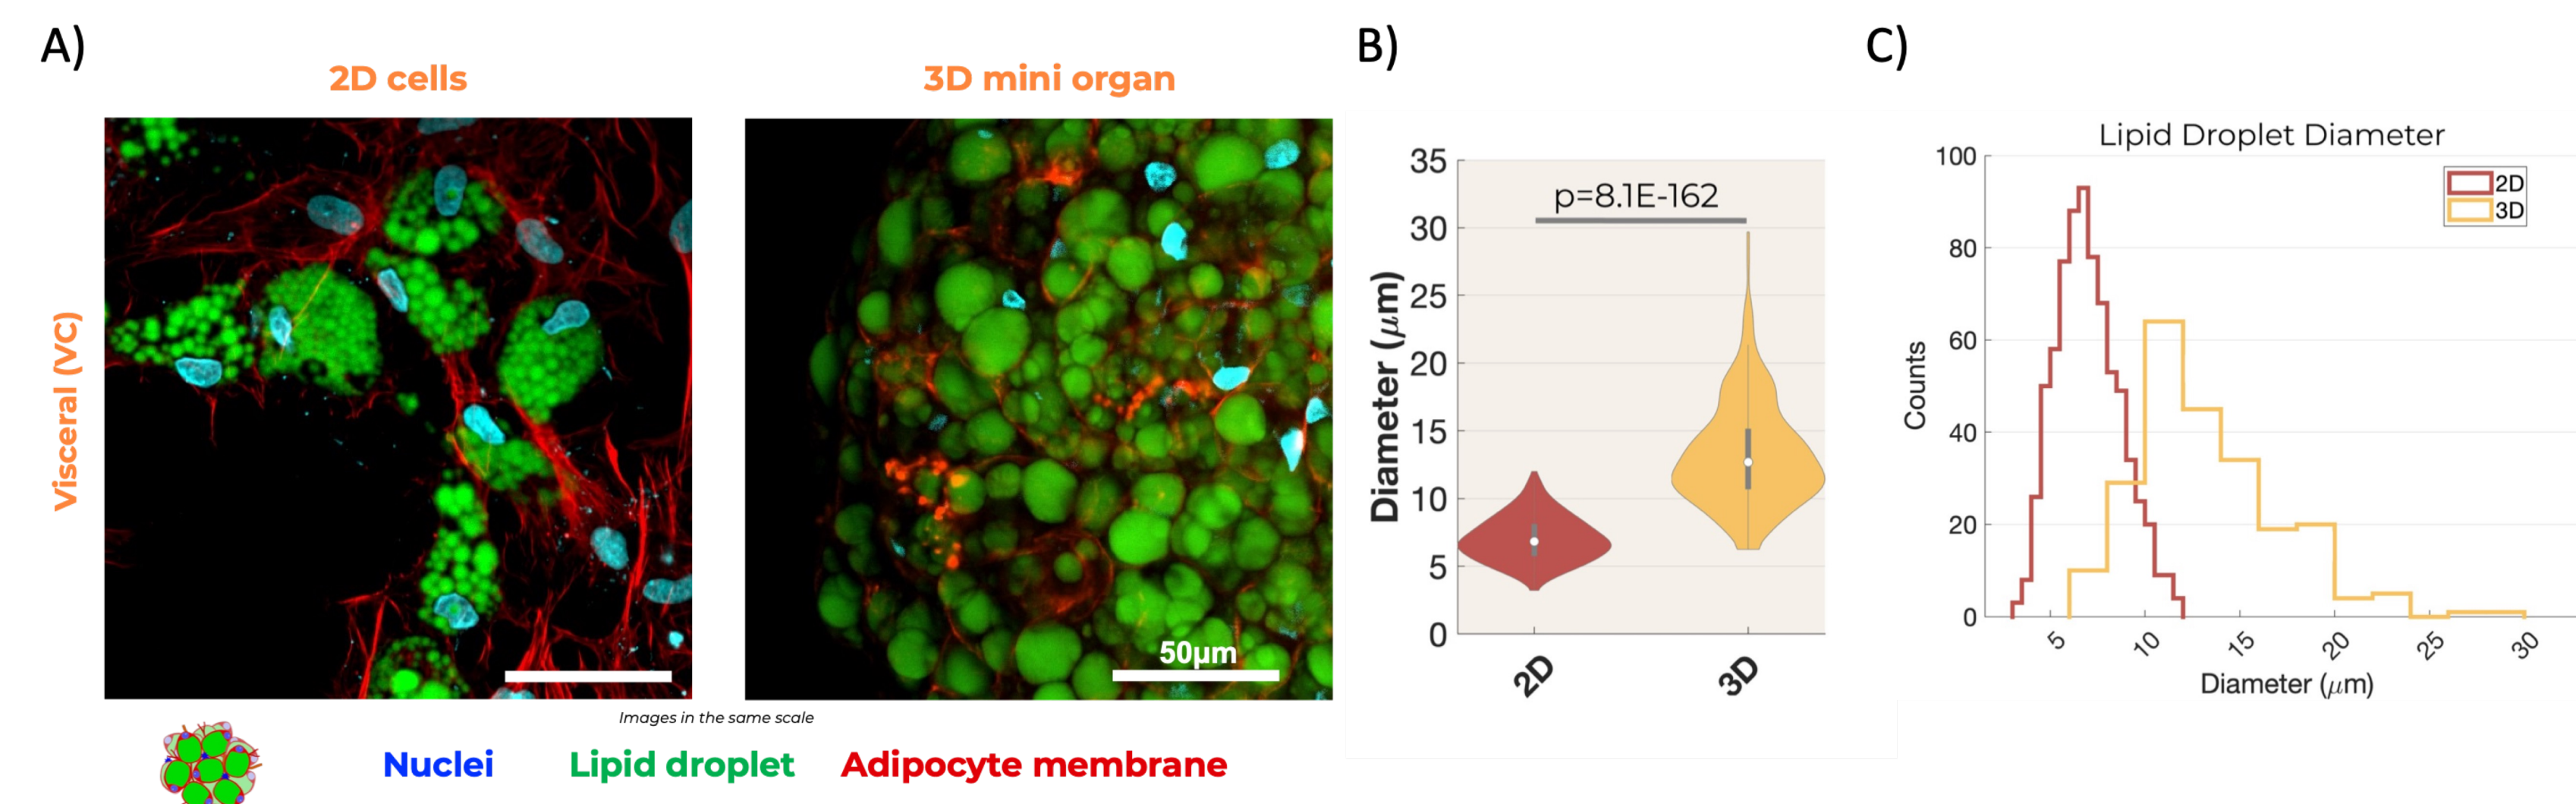 A)
2D cells
3D mini organ
Visceral (VC)
50μm
Images in the same scale
Nuclei
Lipid droplet
Adipocyte membrane
B)
35
30
25
20
15
10
5
0
Diameter (μm)
p=8.1E-162
2D
3D
C)
Lipid Droplet Diameter
100
80
60
40
20
0
Counts
2D
3D
5
10
15
20
25
30
Diameter (μm)